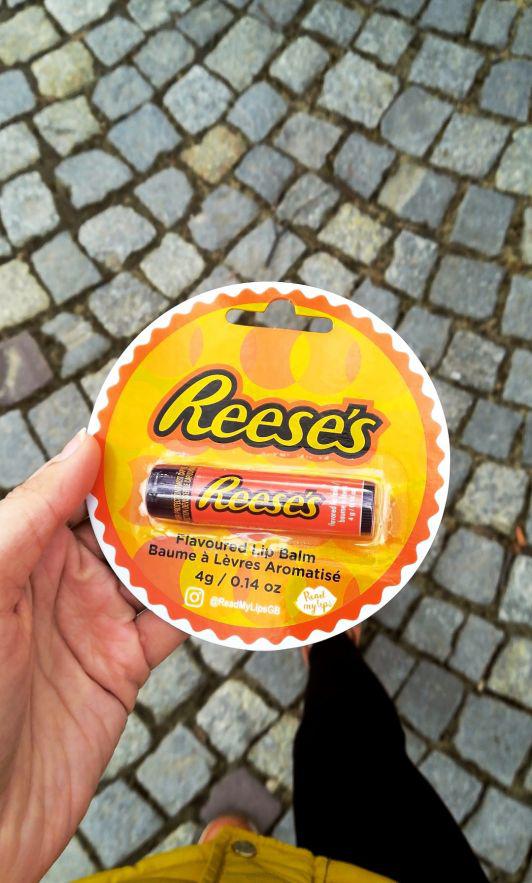 Reese's
Reese's
Flavoured Lip Balm
Baume à Lèvres Aromatisé
4g / 0.14 oz
@ReadMyLipsGB
Read
my lips